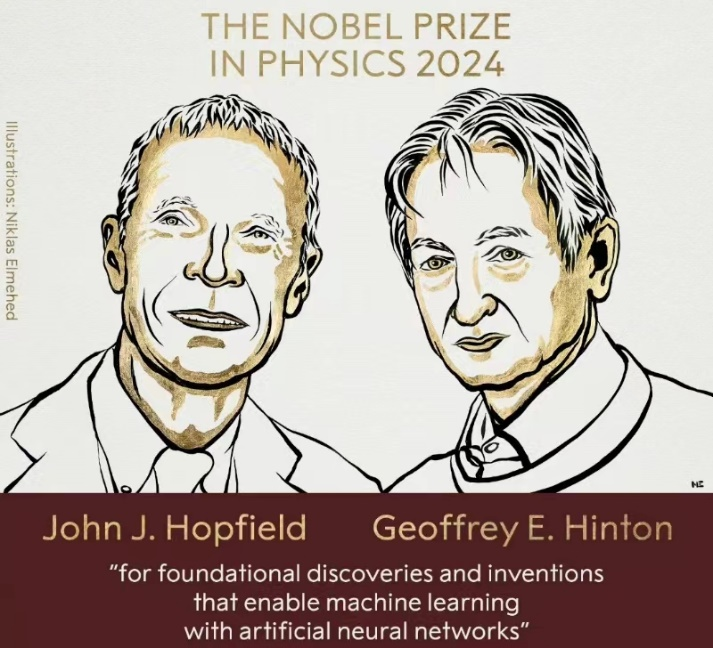 THE NOBEL PRIZE
IN PHYSICS 2024
Illustrations: Niklas Elmehed
NE
John J. Hopfield
Geoffrey E. Hinton
"for foundational discoveries and inventions
that enable machine learning
with artificial neural networks"